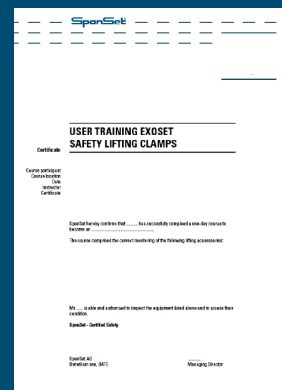 SpanSet
USER TRAINING EXOSET
SAFETY LIFTING CLAMPS
Certificate
Course participant
Course location
Date
Instructor
Certificate
SpanSet hereby confirms that ........ has successfully completed a one-day course to
become an ........................................
The course comprised the correct monitoring of the following lifting accessories:
Mr. ..... is able and authorised to inspect the equipment listed above and to assess their
condition.
SpanSet - Certified Safety
SpanSet AG
DATE
Managing Director